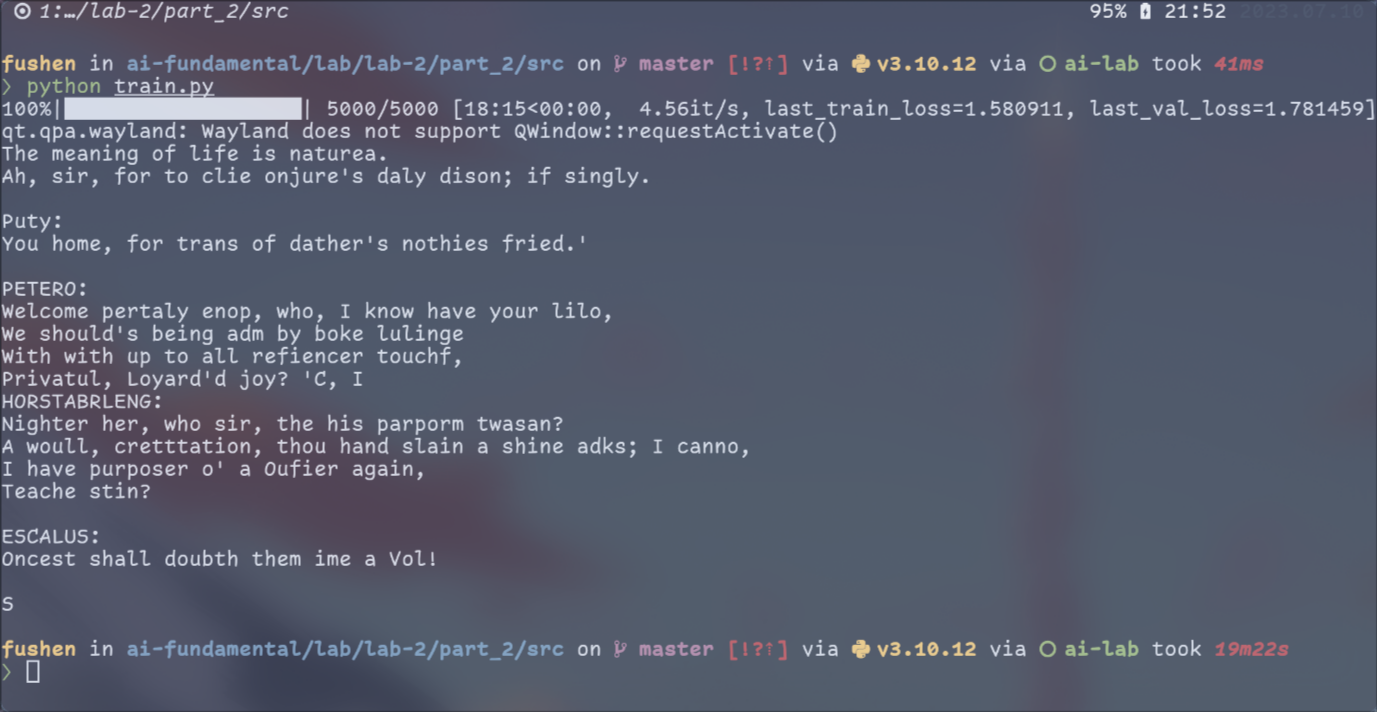 1:…/lab-2/part_2/src 95% 21:52 2023.07.10
fushen in ai-fundamental/lab/lab-2/part_2/src on master [!?↑] via v3.10.12 via ai-lab took 41ms
❯ python train.py
100%|██████████| 5000/5000 [18:15<00:00,  4.56it/s, last_train_loss=1.580911, last_val_loss=1.781459]
qt.qpa.wayland: Wayland does not support QWindow::requestActivate()
The meaning of life is naturea.
Ah, sir, for to clie onjure's daly dison; if singly.
Puty:
You home, for trans of dather's nothies fried.'
PETERO:
Welcome pertaly enop, who, I know have your lilo,
We should's being adm by boke lulinge
With with up to all refiencer touchf,
Privatul, Loyard'd joy? 'C, I
HORSTABRLENG:
Nighter her, who sir, the his parporm twasan?
A woull, cretttation, thou hand slain a shine adks; I canno,
I have purposer o' a Oufier again,
Teache stin?
ESCALUS:
Oncest shall doubth them ime a Vol!
S
fushen in ai-fundamental/lab/lab-2/part_2/src on master [!?↑] via v3.10.12 via ai-lab took 19m22s
❯